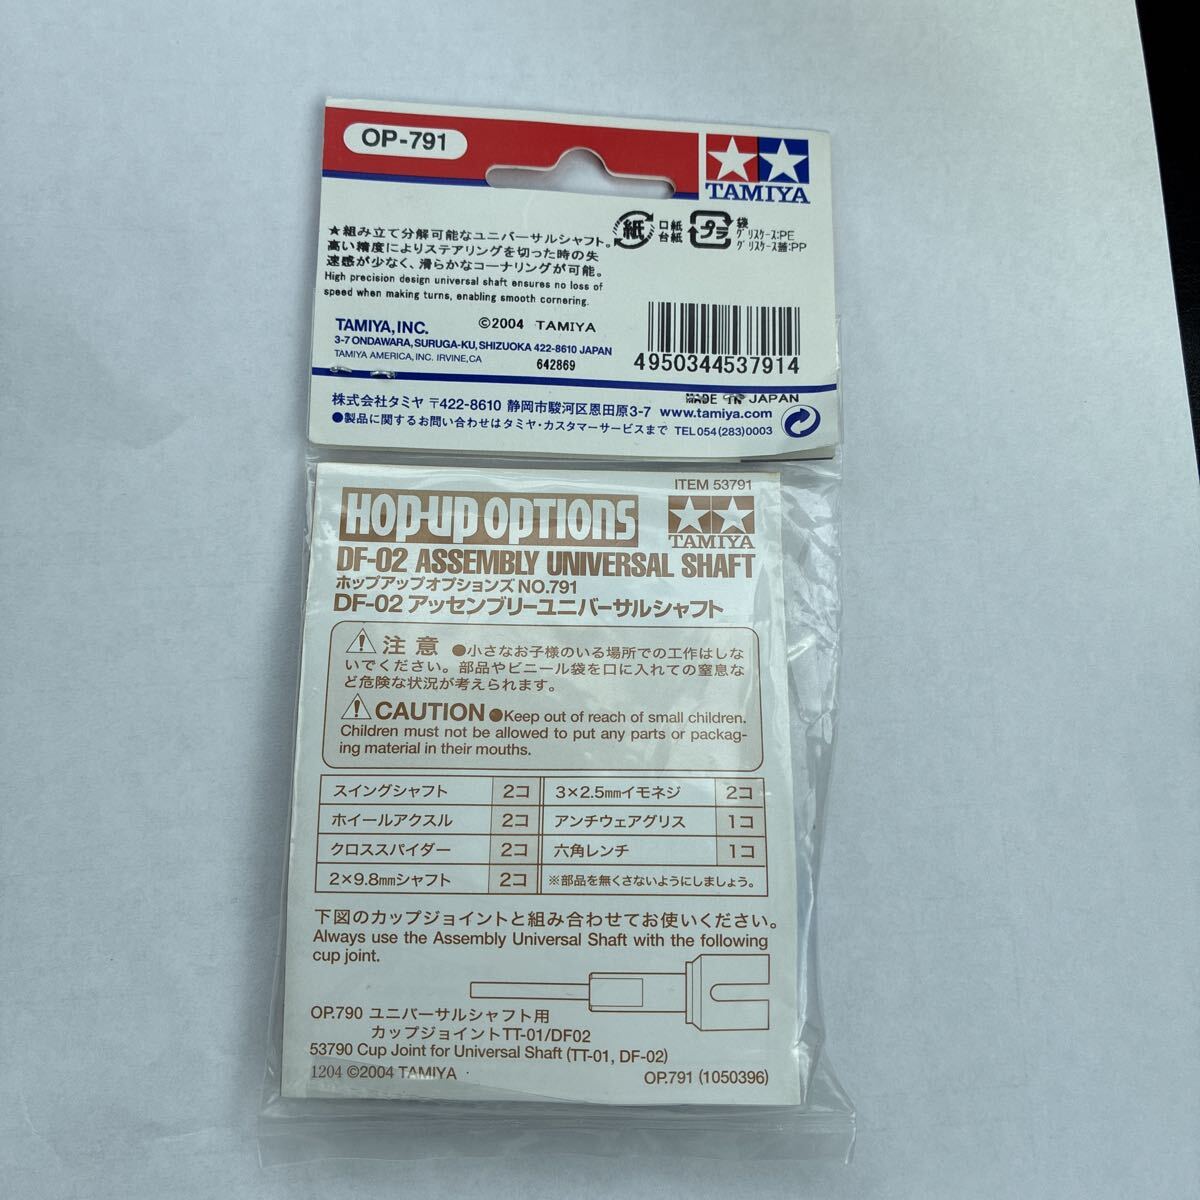 OP-791
TAMIYA
★組み立て分解可能なユニバーサルシャフト。
高い精度によりステアリングを切った時の失
速感が少なく、滑らかなコーナリングが可能。
High precision design universal shaft ensures no loss of
speed when making turns, enabling smooth cornering.
紙
口紙
台紙
プラ
袋
グリスケース:PE
グリスケース蓋:PP
TAMIYA, INC.
©2004 TAMIYA
3-7 ONDAWARA, SURUGA-KU, SHIZUOKA 422-8610 JAPAN
TAMIYA AMERICA, INC. IRVINE, CA
642869
4950344537914
MADE IN JAPAN
株式会社タミヤ 〒422-8610 静岡市駿河区恩田原3-7 www.tamiya.com
●製品に関するお問い合わせはタミヤ・カスタマーサービスまで TEL054(283)0003
ITEM 53791
HOP-UP OPTIONS
TAMIYA
DF-02 ASSEMBLY UNIVERSAL SHAFT
ホップアップオプションズNO.791
DF-02 アッセンブリーユニバーサルシャフト
注意 ●小さなお子様のいる場所での工作はしな
いでください。部品やビニール袋を口に入れての窒息な
ど危険な状況が考えられます。
CAUTION ●Keep out of reach of small children.
Children must not be allowed to put any parts or packag-
ing material in their mouths.
スイングシャフト 2コ 3×2.5mmイモネジ 2コ
ホイールアクスル 2コ アンチウェアグリス 1コ
クロススパイダー 2コ 六角レンチ 1コ
2×9.8mmシャフト 2コ ※部品を無くさないようにしましょう。
下図のカップジョイントと組み合わせてお使いください。
Always use the Assembly Universal Shaft with the following
cup joint.
OP.790 ユニバーサルシャフト用
カップジョイントTT-01/DF02
53790 Cup Joint for Universal Shaft (TT-01, DF-02)
1204 ©2004 TAMIYA
OP.791 (1050396)